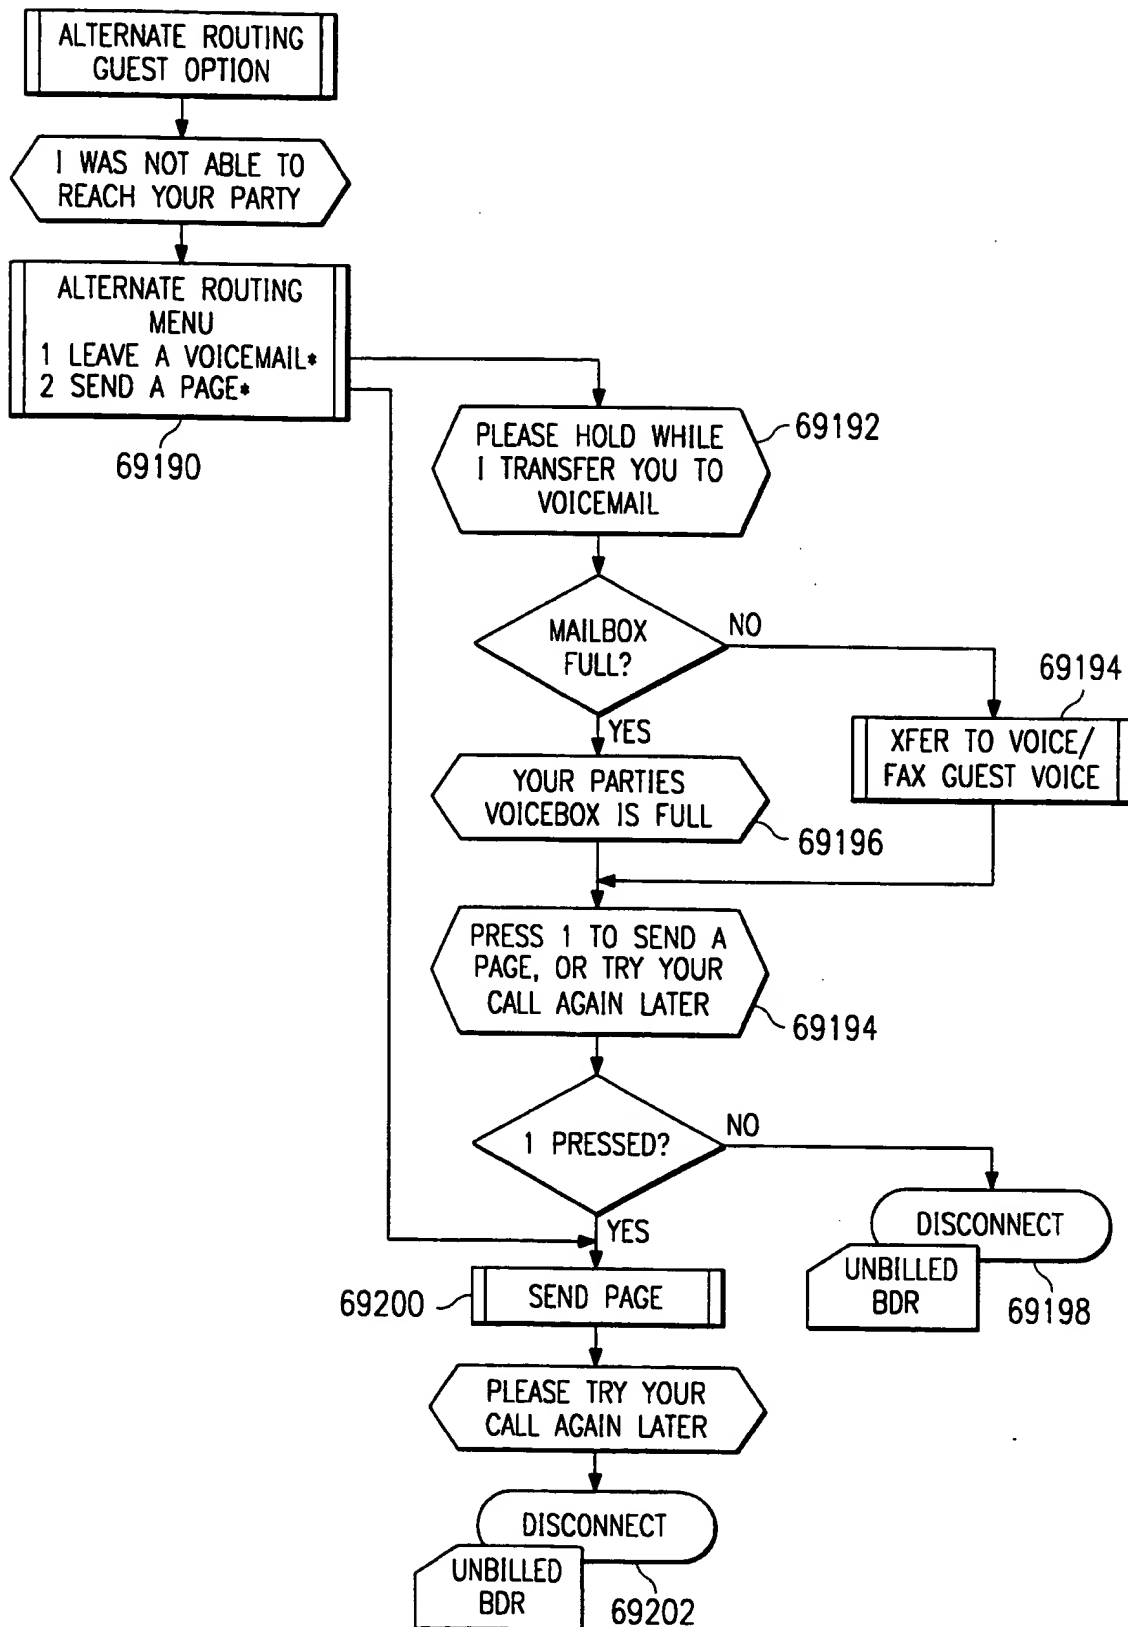 ALTERNATE ROUTING
GUEST OPTION
I WAS NOT ABLE TO
REACH YOUR PARTY
ALTERNATE ROUTING
MENU
1 LEAVE A VOICEMAIL*
2 SEND A PAGE*
69190
PLEASE HOLD WHILE
I TRANSFER YOU TO
VOICEMAIL
69192
MAILBOX
FULL?
NO
YES
69194
XFER TO VOICE/
FAX GUEST VOICE
YOUR PARTIES
VOICEBOX IS FULL
69196
PRESS 1 TO SEND A
PAGE, OR TRY YOUR
CALL AGAIN LATER
69194
1 PRESSED?
NO
YES
DISCONNECT
UNBILLED
BDR
69198
69200
SEND PAGE
PLEASE TRY YOUR
CALL AGAIN LATER
DISCONNECT
UNBILLED
BDR
69202